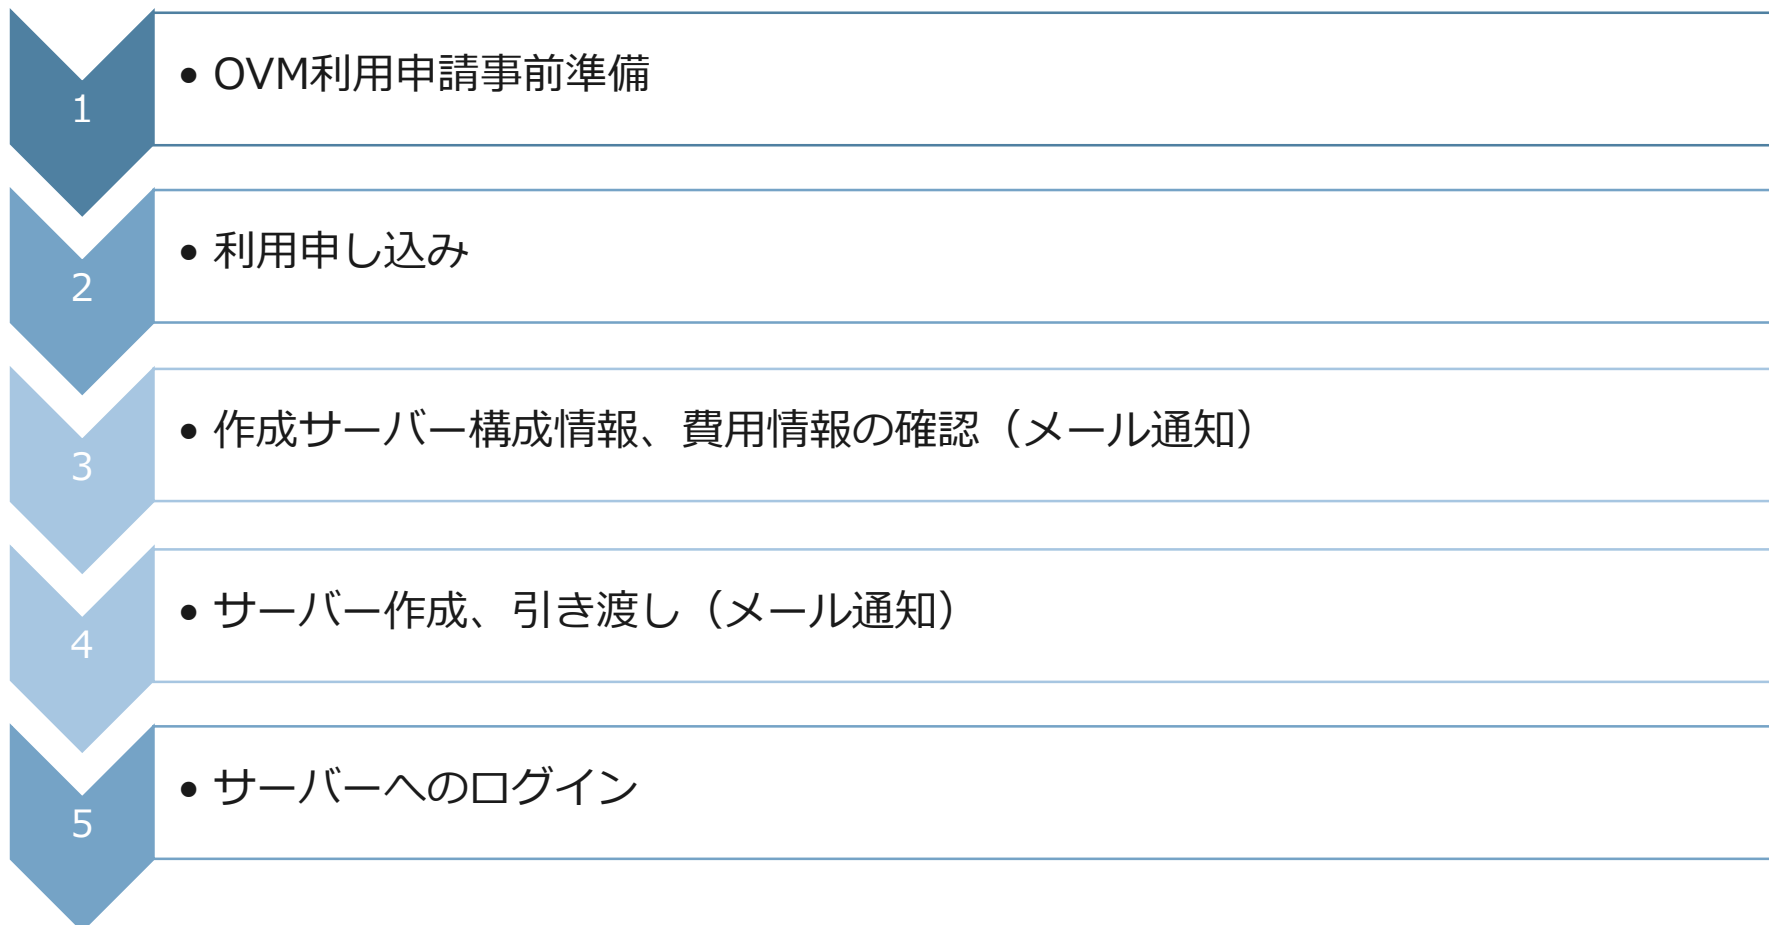 1
• OVM利用申請事前準備
2
• 利用申し込み
3
• 作成サーバー構成情報、費用情報の確認（メール通知）
4
• サーバー作成、引き渡し（メール通知）
5
• サーバーへのログイン